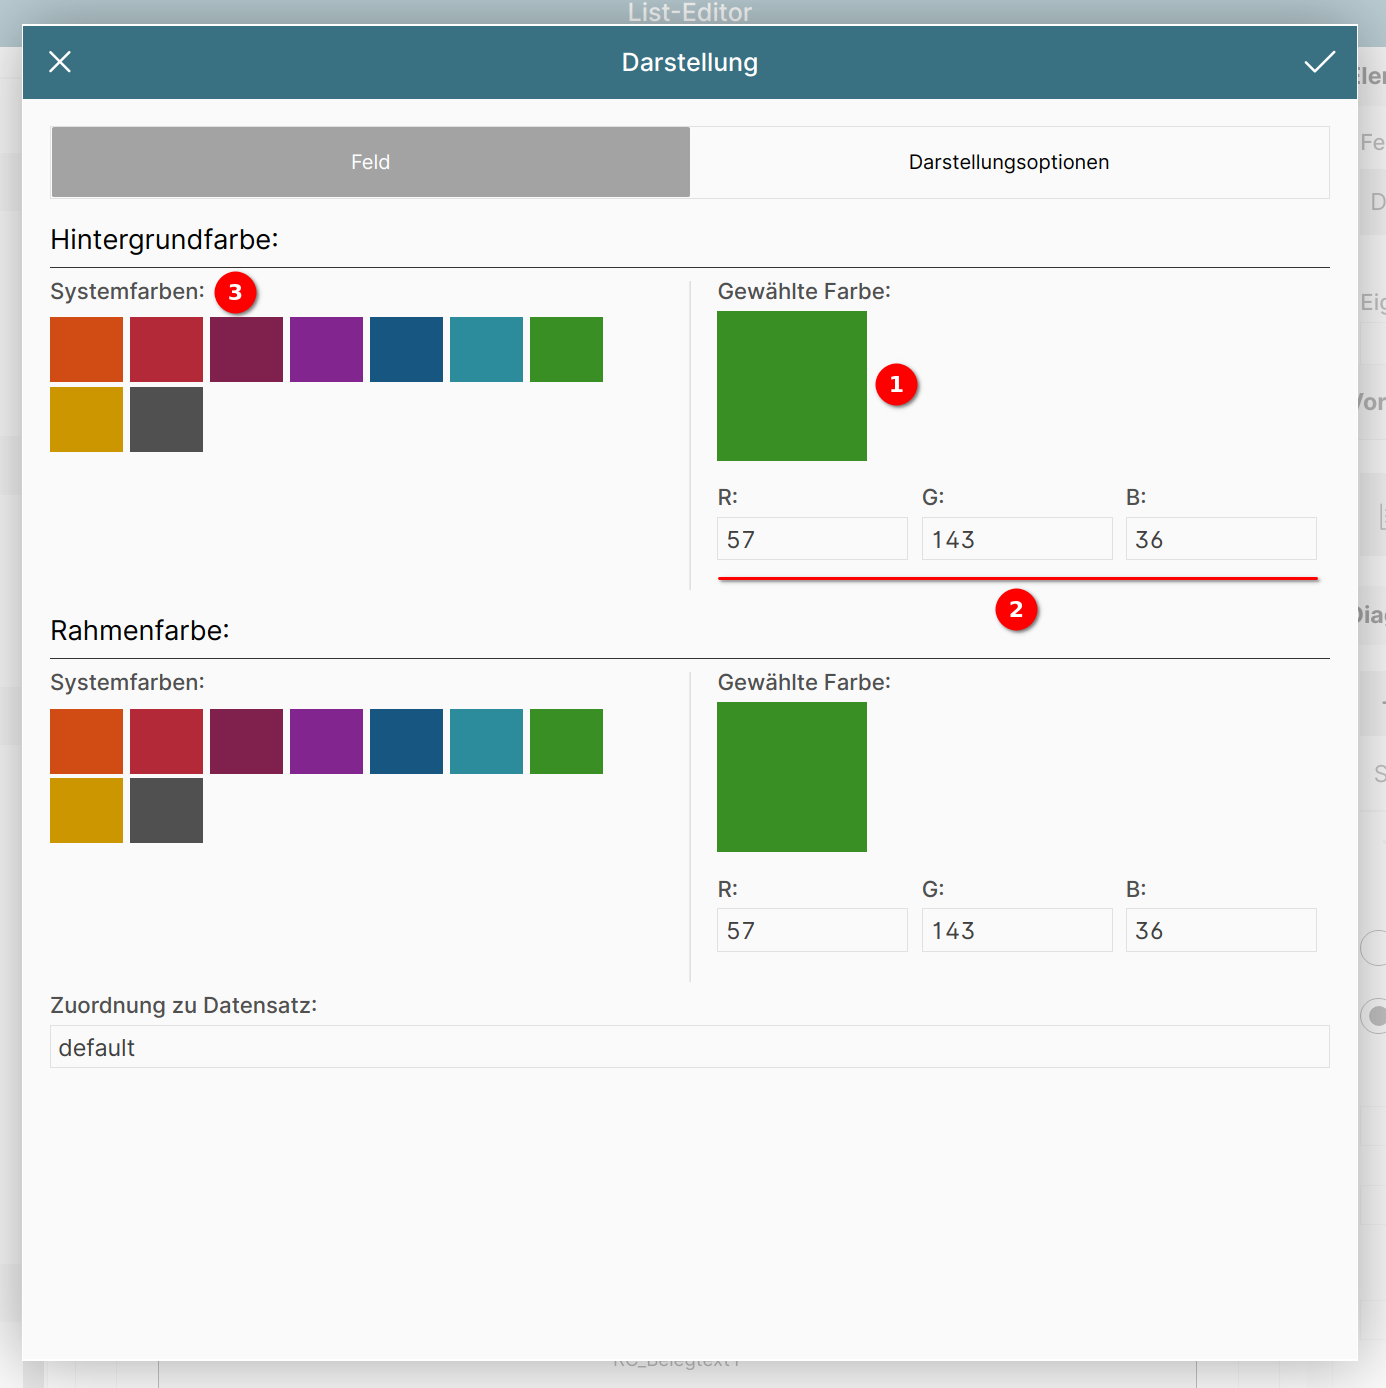 List-Editor
Darstellung
Feld Darstellungsoptionen
Hintergrundfarbe:
Systemfarben: 3 Gewählte Farbe:
1
R: G: B:
57 143 36
2
Rahmenfarbe:
Systemfarben: Gewählte Farbe:
R: G: B:
57 143 36
Zuordnung zu Datensatz:
default